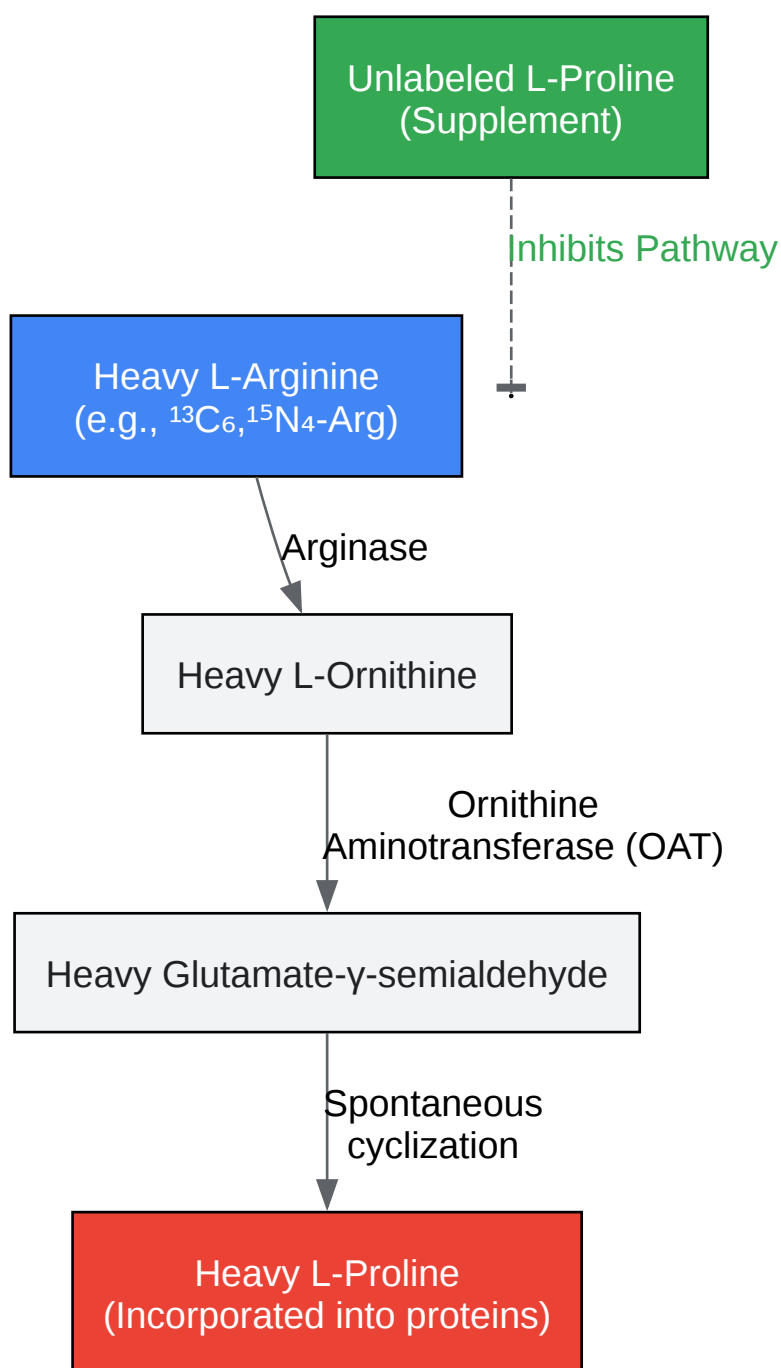 Unlabeled L-Proline
(Supplement)
Inhibits Pathway
Heavy L-Arginine
(e.g., ¹³C₆,¹⁵N₄-Arg)
Arginase
Heavy L-Ornithine
Ornithine
Aminotransferase (OAT)
Heavy Glutamate-γ-semialdehyde
Spontaneous
cyclization
Heavy L-Proline
(Incorporated into proteins)